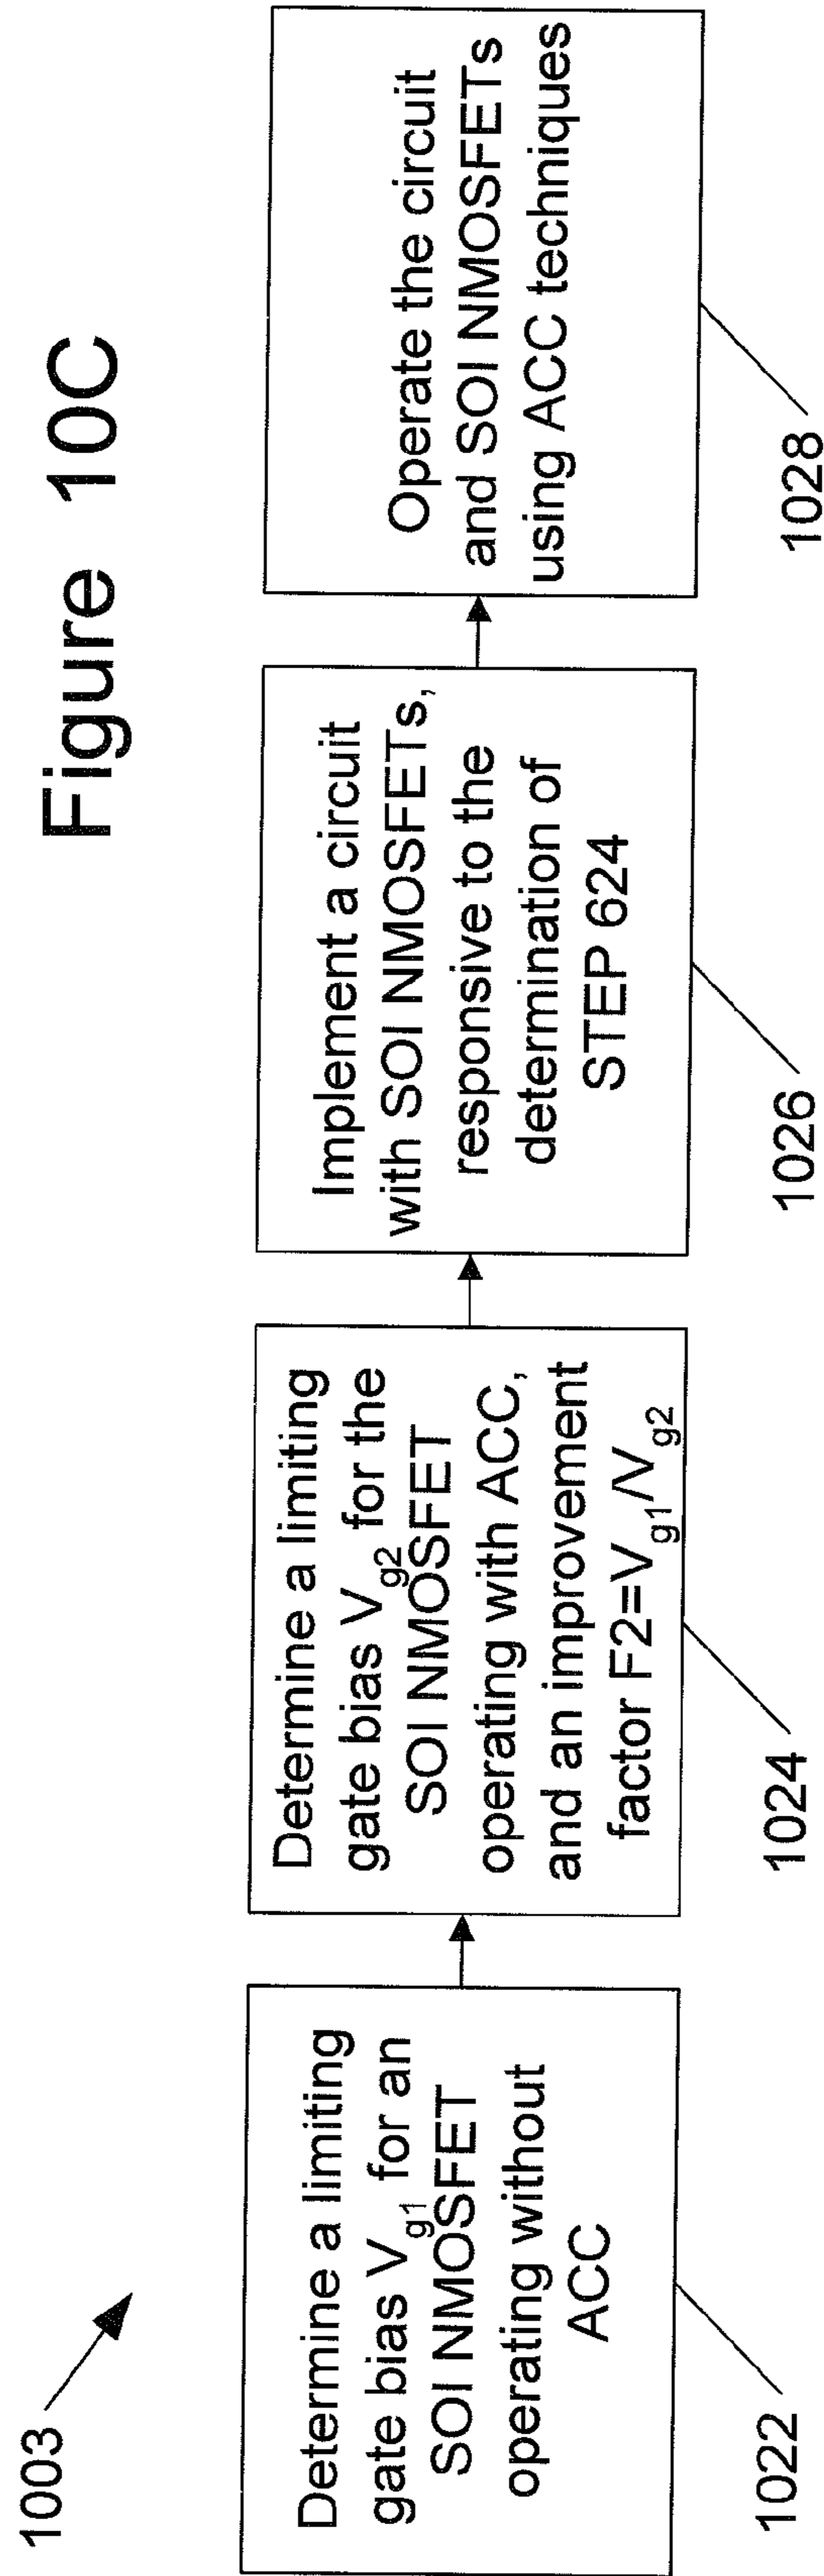 Figure 10C
1003
Determine a limiting
gate bias Vg1 for an
SOI NMOSFET
operating without
ACC
1022
Determine a limiting
gate bias Vg2 for the
SOI NMOSFET
operating with ACC,
and an improvement
factor F2=Vg1/Vg2
1024
Implement a circuit
with SOI NMOSFETs,
responsive to the
determination of
STEP 624
1026
Operate the circuit
and SOI NMOSFETs
using ACC techniques
1028